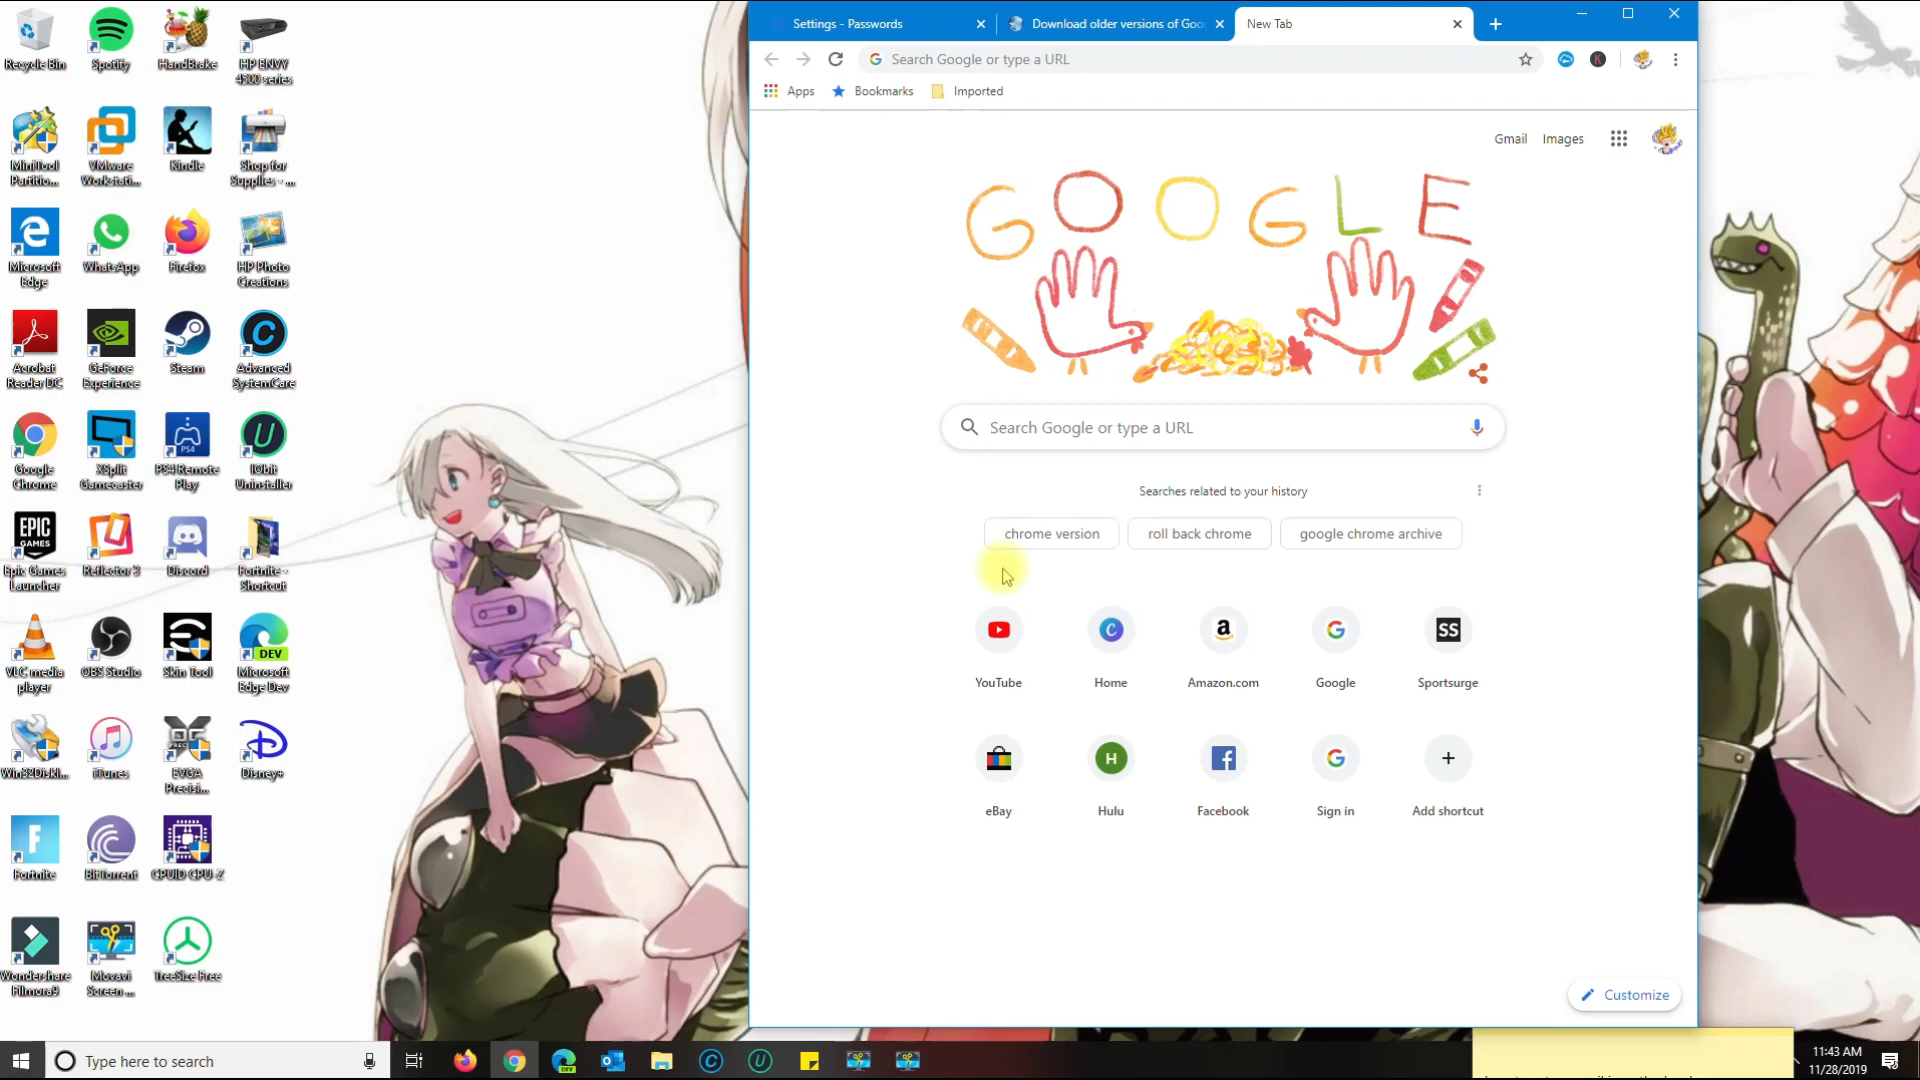 Recycle Bin
Spotify
HandBrake
HP ENVY
4500 series
MiniTool
Partitio...
VMware
Workstati...
Kindle
Shop for
Supplies - ...
Microsoft
Edge
WhatsApp
Firefox
HP Photo
Creations
Acrobat
Reader DC
GeForce
Experience
Steam
Advanced
SystemCare
Google
Chrome
XSplit
Gamecaster
PS4 Remote
Play
IObit
Uninstaller
Epic Games
Launcher
Reflector 3
Discord
Fortnite -
Shortcut
VLC media
player
OBS Studio
Skin Tool
Microsoft
Edge Dev
Win32DiskI...
iTunes
EVGA
Precisi...
Disney+
Fortnite
BitTorrent
CPUID CPU-Z
Wondershare
Filmora9
Movavi
Screen ...
TreeSize Free
Settings - Passwords
Download older versions of Goo
New Tab
Search Google or type a URL
Apps
Bookmarks
Imported
Gmail
Images
GOOGLE
Search Google or type a URL
Searches related to your history
chrome version
roll back chrome
google chrome archive
YouTube
Home
Amazon.com
Google
Sportsurge
eBay
Hulu
Facebook
Sign in
Add shortcut
Customize
Type here to search
11:43 AM
11/28/2019